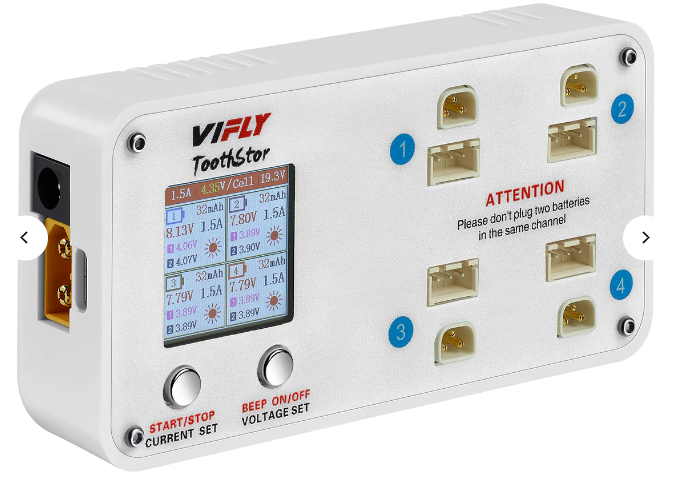 VIFLY
ToothStor
1.5A 4.35V/Cell 19.3V
1 32mAh
8.13V 1.5A
1 4.06V
2 4.07V
2 32mAh
7.80V 1.5A
1 3.89V
2 3.90V
3 32mAh
7.79V 1.5A
1 3.89V
2 3.89V
4 32mAh
7.79V 1.5A
1 3.89V
2 3.89V
START/STOP
CURRENT SET
BEEP ON/OFF
VOLTAGE SET
1
2
ATTENTION
Please don't plug two batteries
in the same channel
3
4